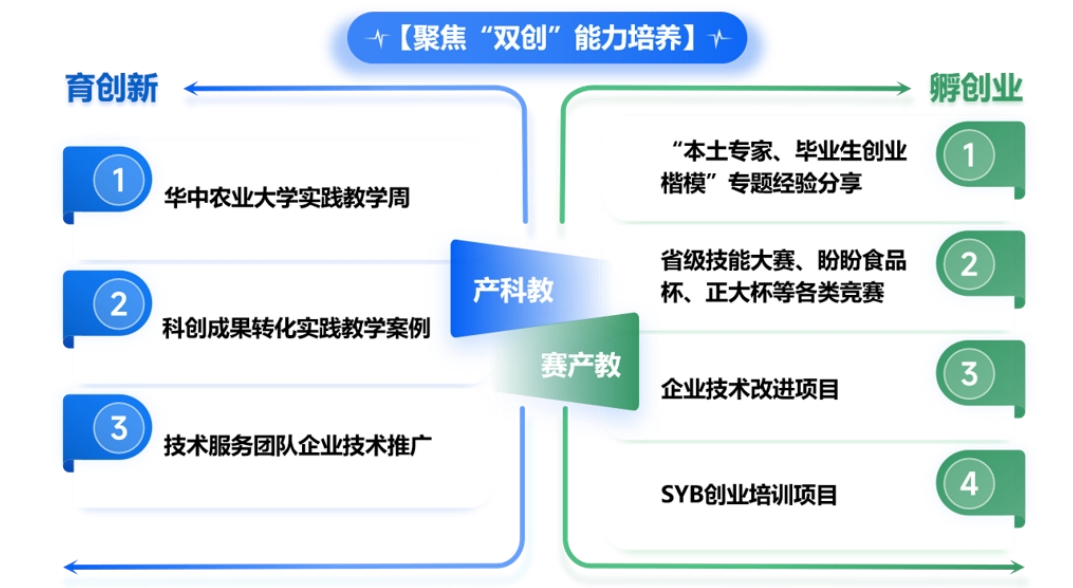 【聚焦“双创”能力培养】
育创新
1
华中农业大学实践教学周
2
科创成果转化实践教学案例
3
技术服务团队企业技术推广
产科教
赛产教
孵创业
“本土专家、毕业生创业
楷模”专题经验分享
1
省级技能大赛、盼盼食品
杯、正大杯等各类竞赛
2
企业技术改进项目
3
SYB创业培训项目
4